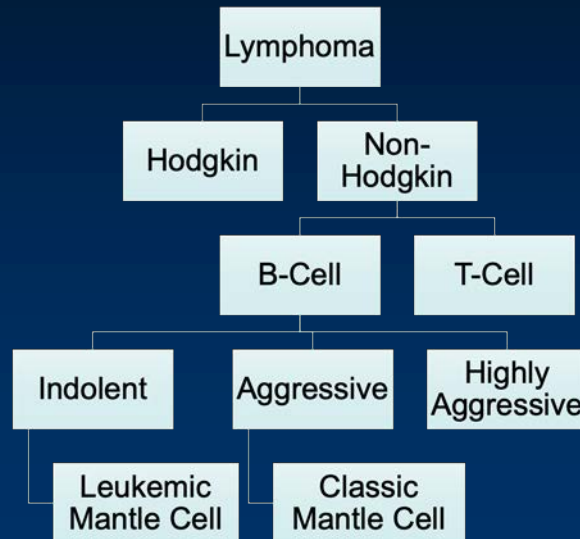 Lymphoma
Hodgkin
Non-
Hodgkin
B-Cell
T-Cell
Indolent
Aggressive
Highly
Aggressive
Leukemic
Mantle Cell
Classic
Mantle Cell